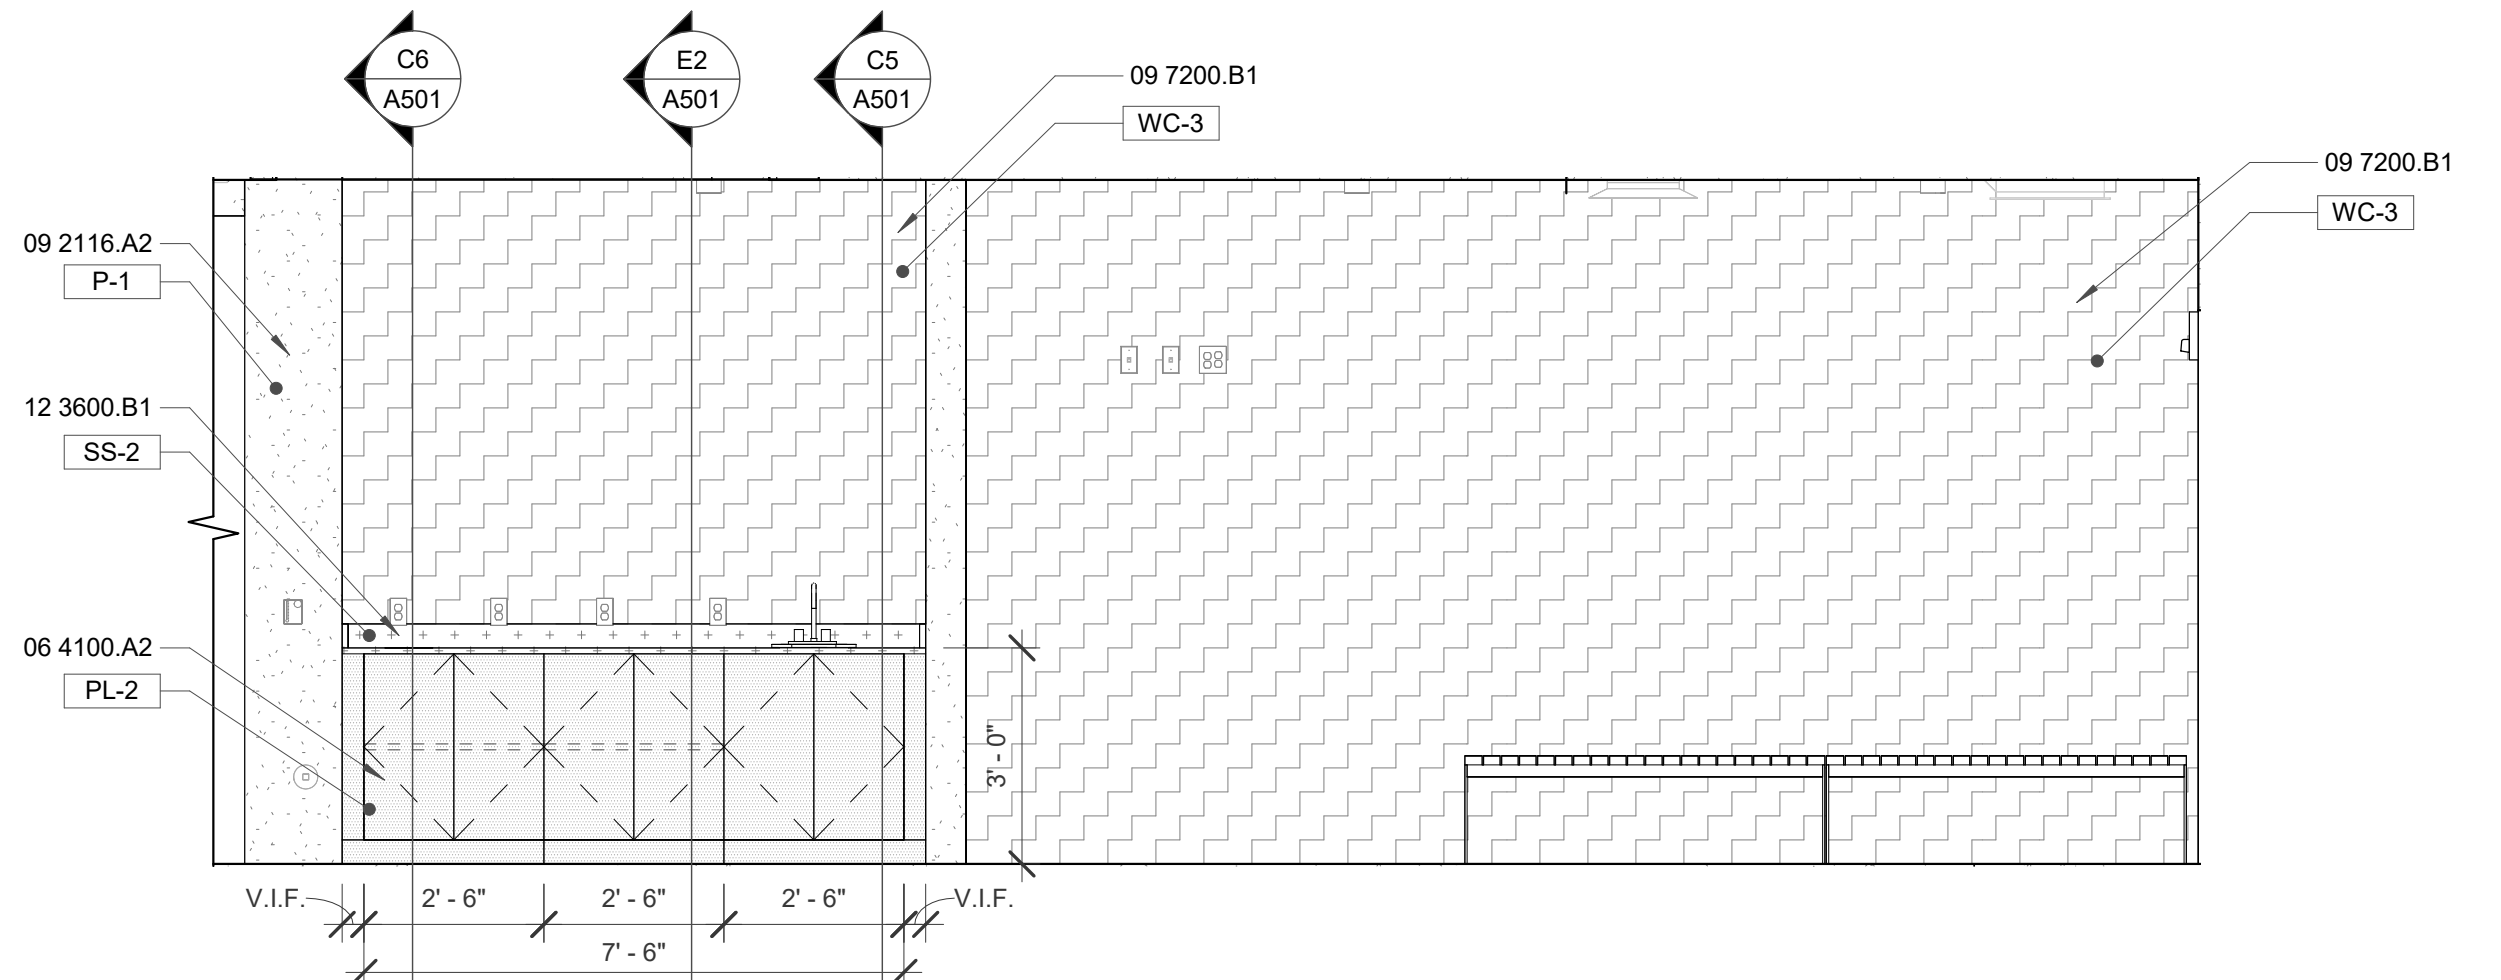 C6
A501
E2
A501
C5
A501
09 7200.B1
WC-3
09 7200.B1
WC-3
09 2116.A2
P-1
12 3600.B1
SS-2
06 4100.A2
PL-2
3' - 0"
V.I.F.
2' - 6"
2' - 6"
2' - 6"
V.I.F.
7' - 6"